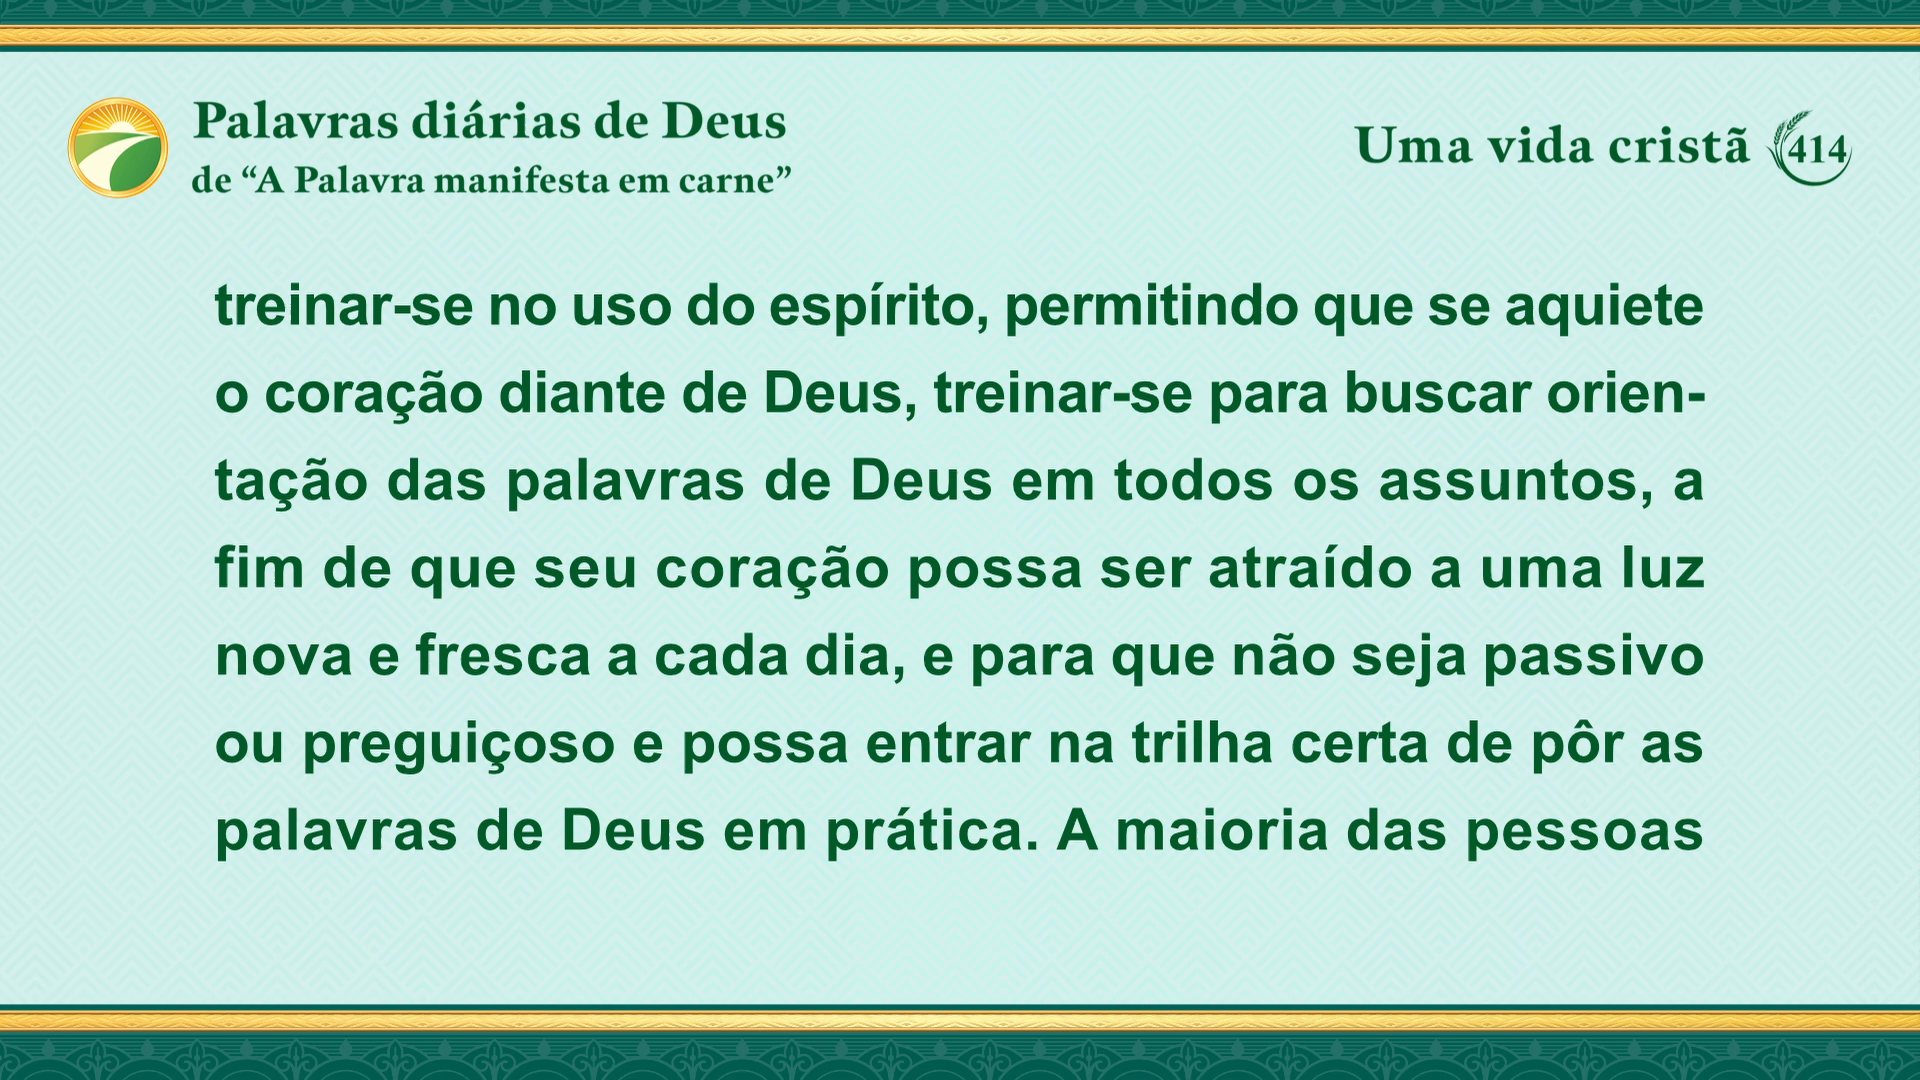 Palavras diárias de Deus
de “A Palavra manifesta em carne”
Uma vida cristã 414
treinar-se no uso do espírito, permitindo que se aquiete
o coração diante de Deus, treinar-se para buscar orien-
tação das palavras de Deus em todos os assuntos, a
fim de que seu coração possa ser atraído a uma luz
nova e fresca a cada dia, e para que não seja passivo
ou preguiçoso e possa entrar na trilha certa de pôr as
palavras de Deus em prática. A maioria das pessoas